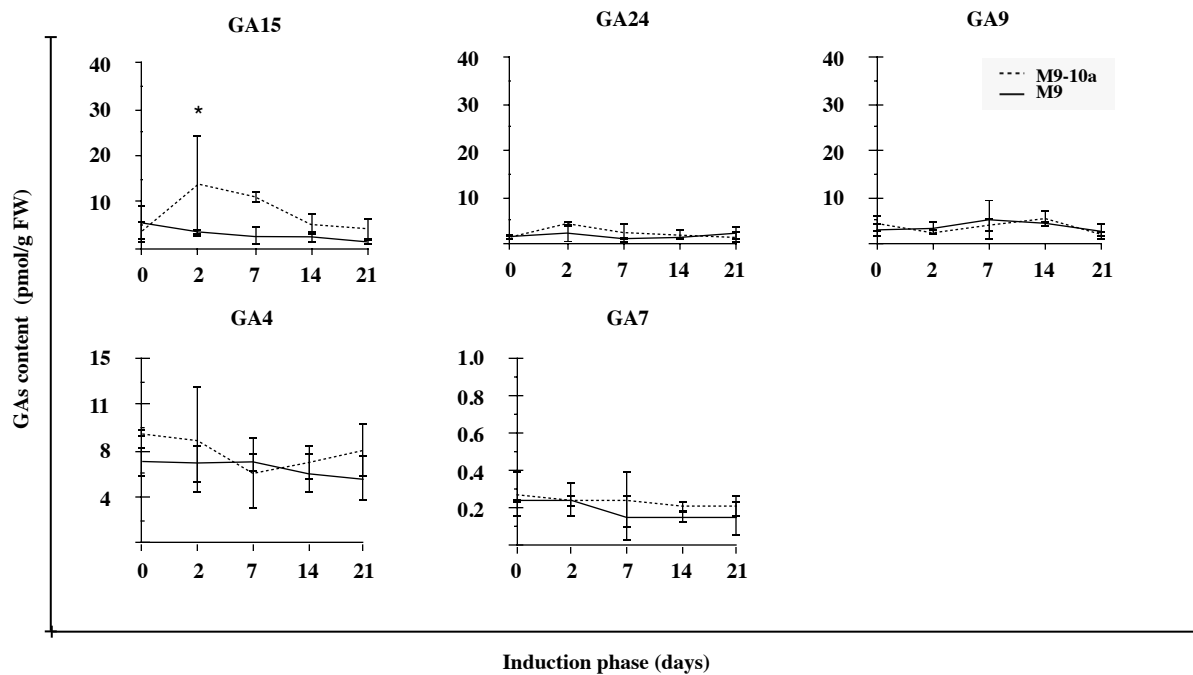 GA15
GA24
GA9
40
30
20
10
0 2 7 14 21
*
40
30
20
10
0 2 7 14 21
40
30
20
10
0 2 7 14 21
M9-10a
M9
GA4
GA7
15
11
8
4
0 2 7 14 21
1.0
0.8
0.6
0.4
0.2
0 2 7 14 21
GAs content (pmol/g FW)
Induction phase (days)